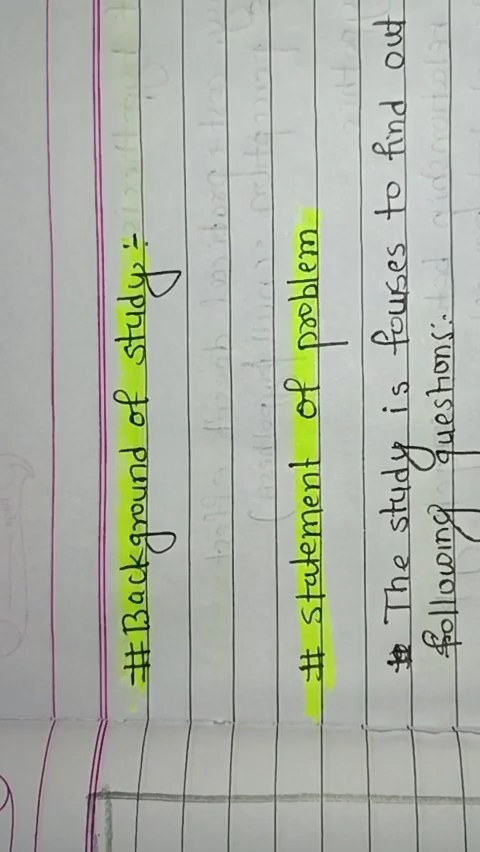 #Background of study:-
# statement of problem
The study is fouses to find out
following questions:.